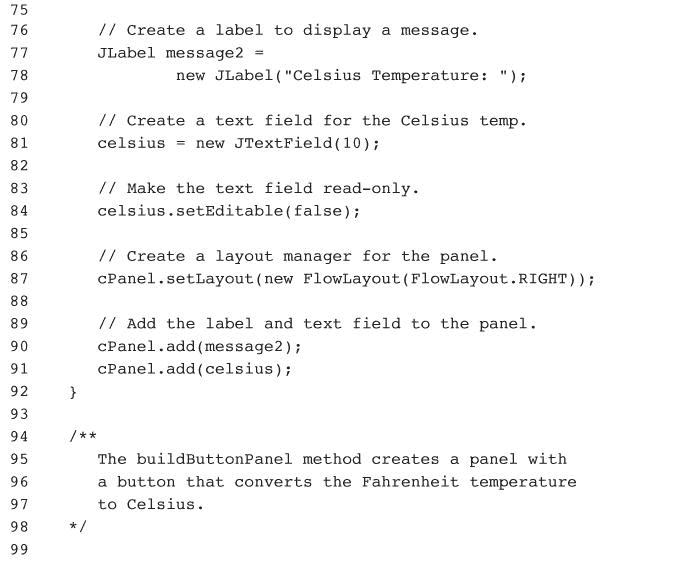 75
76 // Create a label to display a message.
77 JLabel message2 =
78 new JLabel("Celsius Temperature: ");
79
80 // Create a text field for the Celsius temp.
81 celsius = new JTextField(10);
82
83 // Make the text field read-only.
84 celsius.setEditable(false);
85
86 // Create a layout manager for the panel.
87 cPanel.setLayout(new FlowLayout(FlowLayout.RIGHT));
88
89 // Add the label and text field to the panel.
90 cPanel.add(message2);
91 cPanel.add(celsius);
92 }
93
94 /**
95 The buildButtonPanel method creates a panel with
96 a button that converts the Fahrenheit temperature
97 to Celsius.
98 */
99